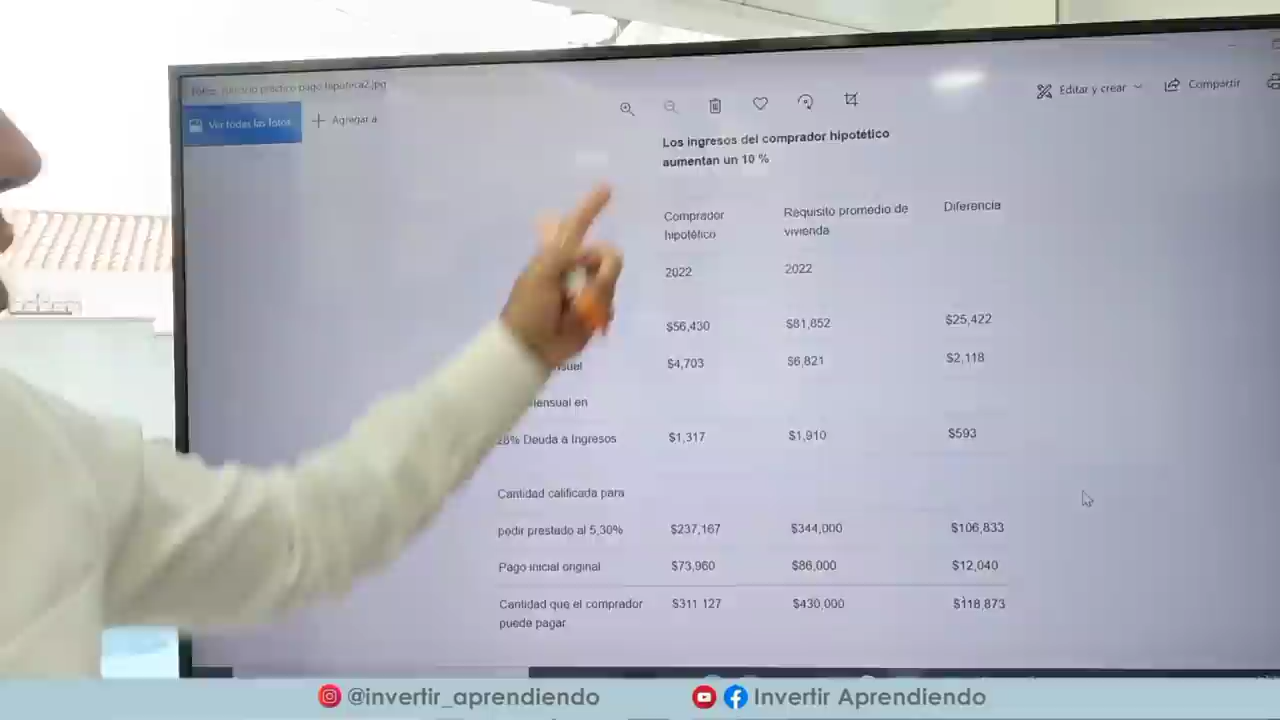 práctico pago hipoteca2.jpg
Ver todas las fotos
Agregar a
Editar y crear
Compartir
Los ingresos del comprador hipotético
aumentan un 10 %
Comprador
hipotético
Requisito promedio de
vivienda
Diferencia
2022
2022
$56,430
$81,852
$25,422
$4,703
$6,821
$2,118
en
28% Deuda a Ingresos
$1,317
$1,910
$593
Cantidad calificada para
pedir prestado al 5,30%
$237,167
$344,000
$106,833
Pago inicial original
$73,960
$86,000
$12,040
Cantidad que el comprador
puede pagar
$311 127
$430,000
$118,873
@invertir_aprendiendo
Invertir Aprendiendo